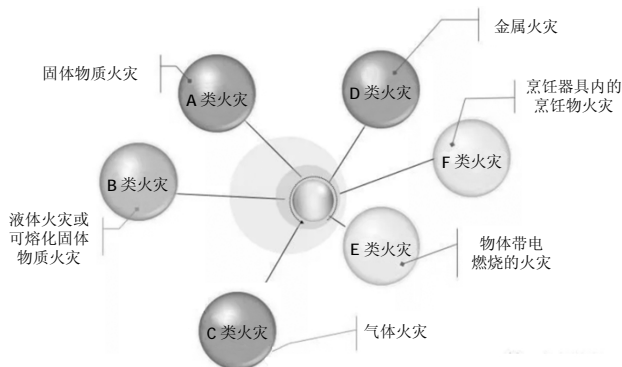 金属火灾
固体物质火灾
A 类火灾
D 类火灾
烹饪器具内的
烹饪物火灾
F 类火灾
B 类火灾
液体火灾或
可熔化固体
物质火灾
E 类火灾
物体带电
燃烧的火灾
C 类火灾
气体火灾